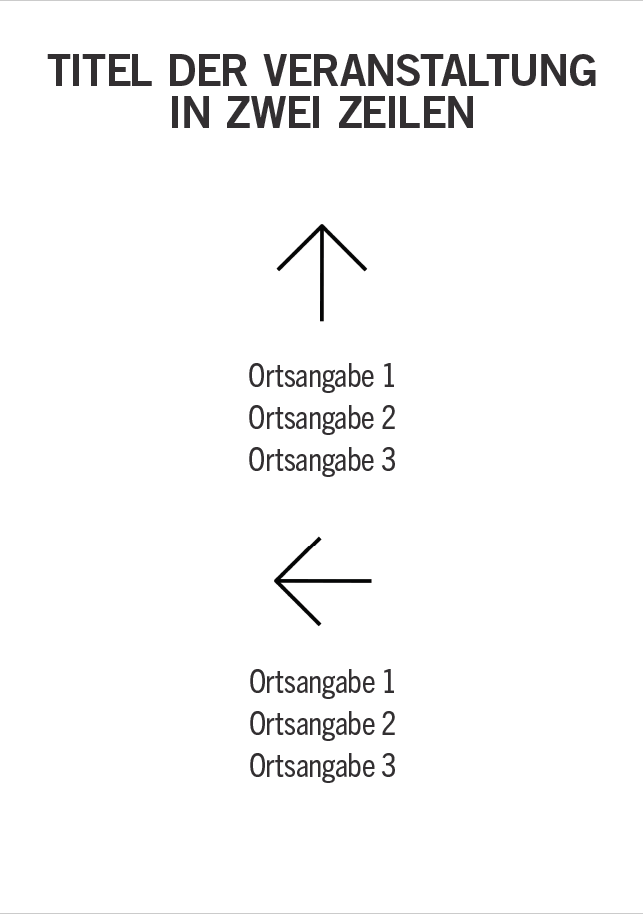 TITEL DER VERANSTALTUNG
IN ZWEI ZEILEN
Ortsangabe 1
Ortsangabe 2
Ortsangabe 3
Ortsangabe 1
Ortsangabe 2
Ortsangabe 3